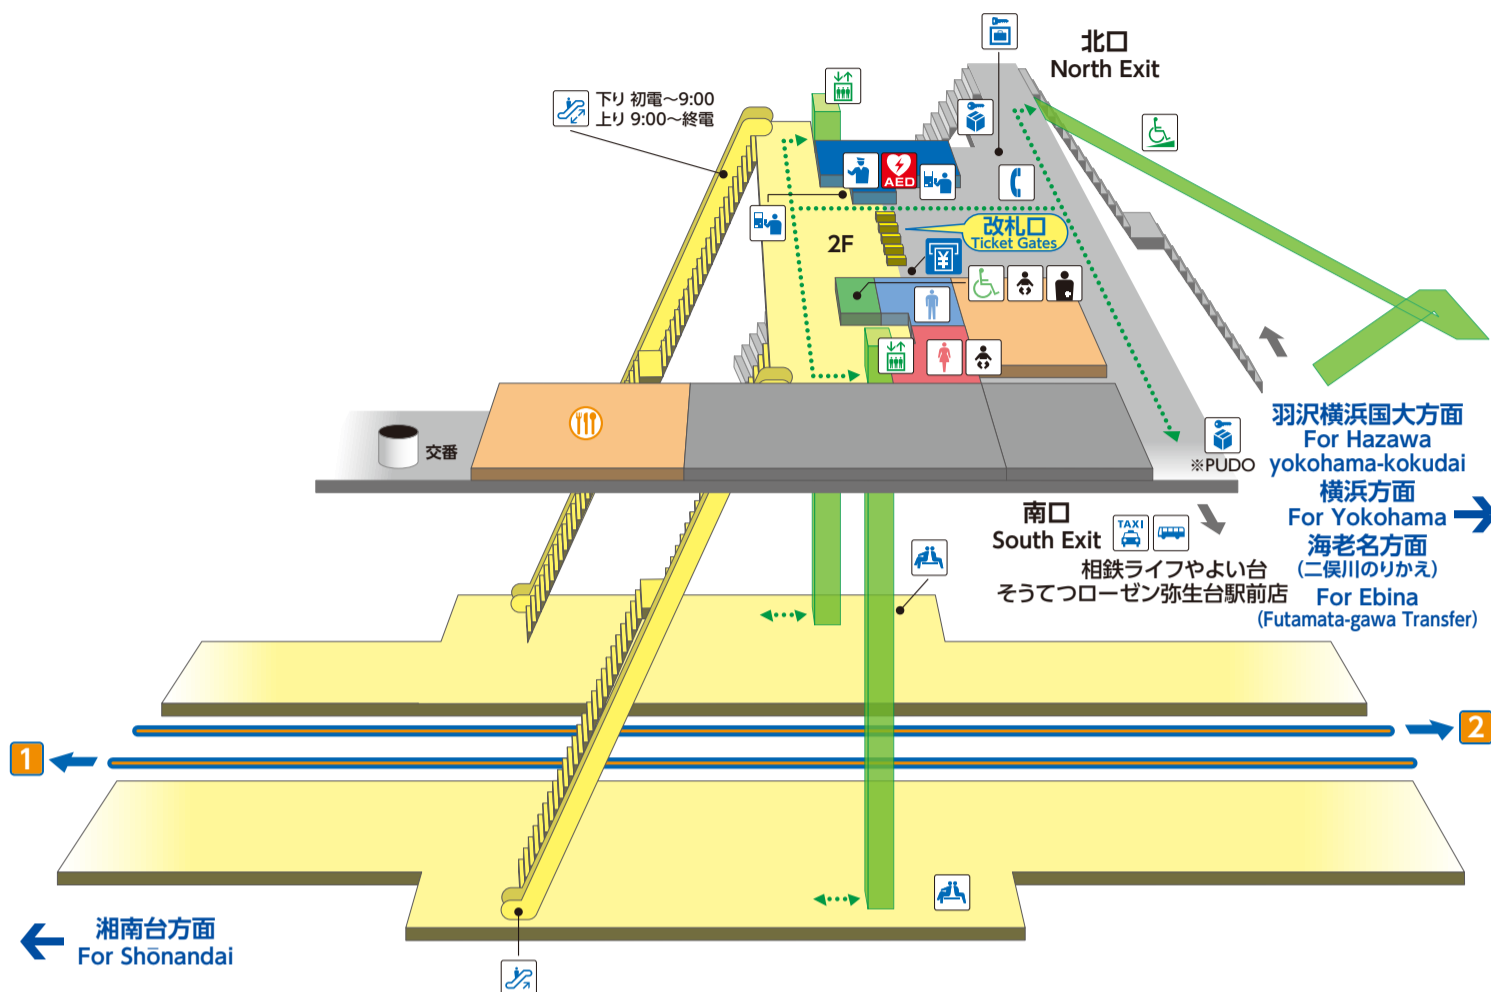 北口
North Exit
下り 初電～9:00
上り 9:00～終電
AED
改札口
Ticket Gates
2F
¥
交番
※PUDO
羽沢横浜国大方面
For Hazawa
yokohama-kokudai
横浜方面
For Yokohama
海老名方面
(二俣川のりかえ)
For Ebina
(Futamata-gawa Transfer)
南口
South Exit
TAXI
相鉄ライフやよい台
そうてつローゼン弥生台駅前店
1
2
湘南台方面
For Shōnandai